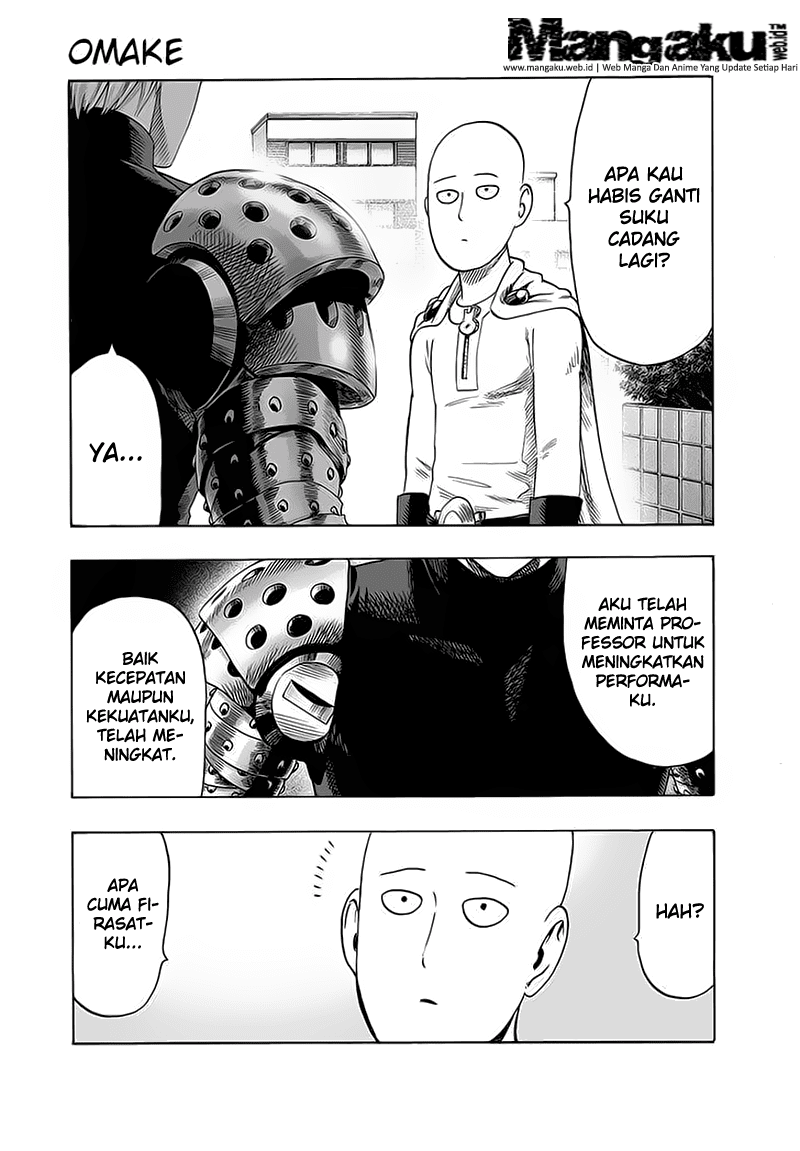 OMAKE
Mangaku
web.id
TM
www.mangaku.web.id | Web Manga Dan Anime Yang Update Setiap Hari
APA KAU
HABIS GANTI
SUKU
CADANG
LAGI?
YA...
AKU TELAH
MEMINTA PRO-
FESSOR UNTUK
MENINGKATKAN
PERFORMA-
KU.
BAIK
KECEPATAN
MAUPUN
KEKUATANKU,
TELAH ME-
NINGKAT.
HAH?
APA
CUMA FI-
RASAT-
KU...